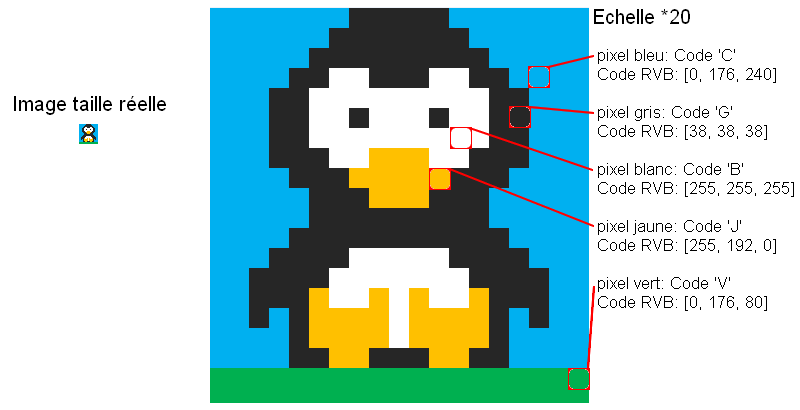 Echelle *20
Image taille réelle
pixel bleu: Code 'C'
Code RVB: [0, 176, 240]
pixel gris: Code 'G'
Code RVB: [38, 38, 38]
pixel blanc: Code 'B'
Code RVB: [255, 255, 255]
pixel jaune: Code 'J'
Code RVB: [255, 192, 0]
pixel vert: Code 'V'
Code RVB: [0, 176, 80]